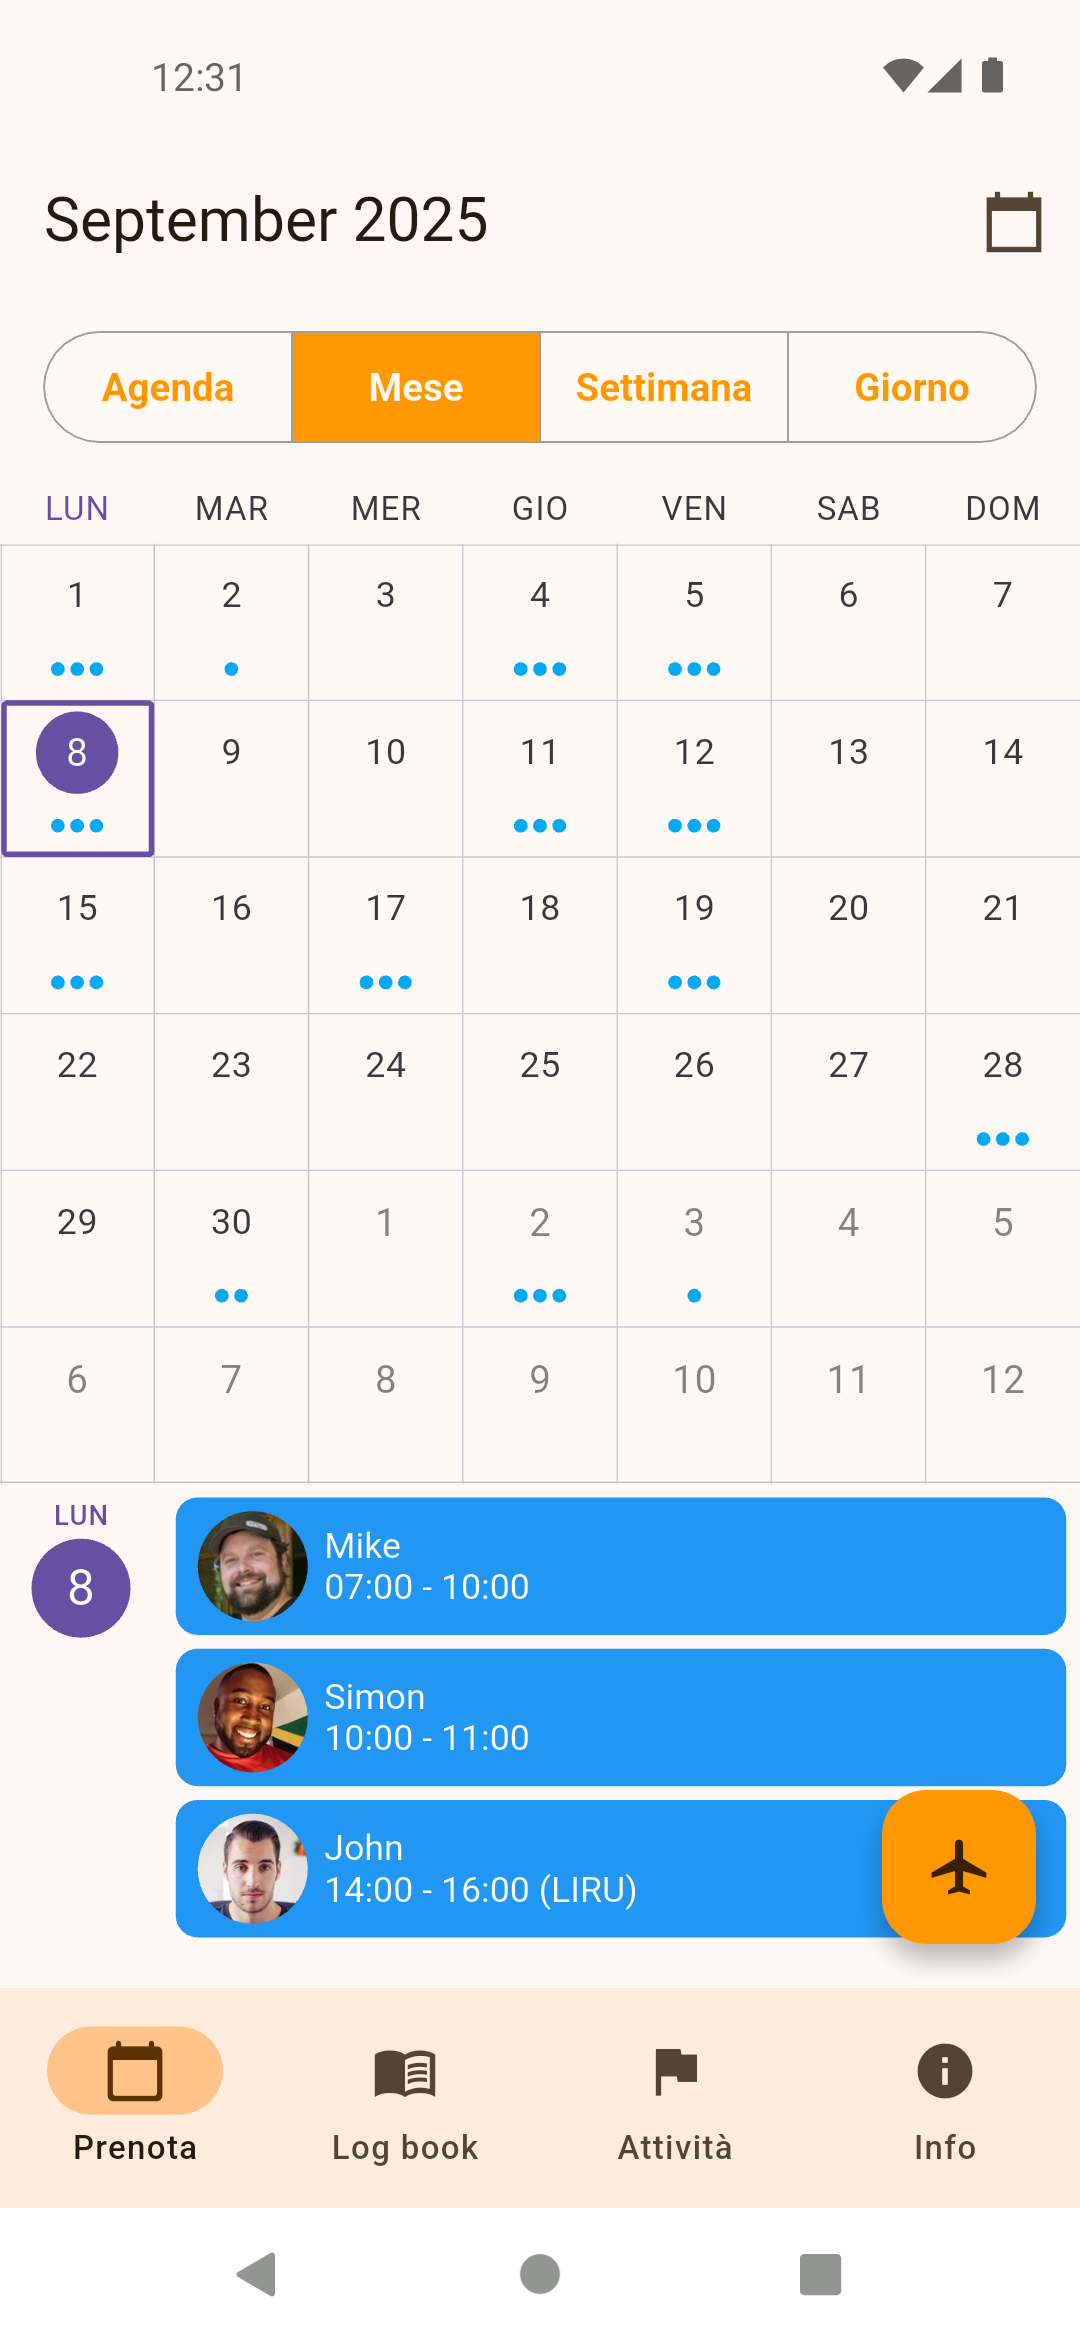 12:31
September 2025
Agenda Mese Settimana Giorno
LUN MAR MER GIO VEN SAB DOM
1 2 3 4 5 6 7
8 9 10 11 12 13 14
15 16 17 18 19 20 21
22 23 24 25 26 27 28
29 30 1 2 3 4 5
6 7 8 9 10 11 12
LUN
8
Mike
07:00 - 10:00
Simon
10:00 - 11:00
John
14:00 - 16:00 (LIRU)
Prenota Log book Attività Info